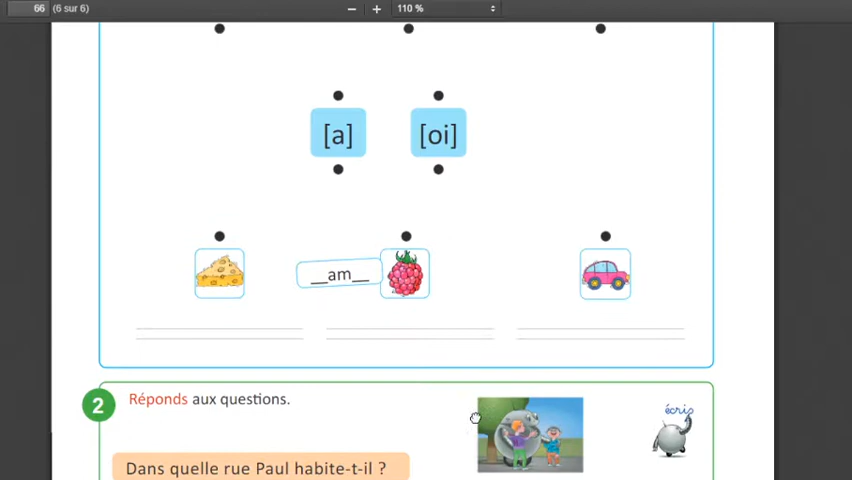 66 (6 sur 6)
110 %
[a] [oi]
__am__
2 Réponds aux questions.
écris
Dans quelle rue Paul habite-t-il ?